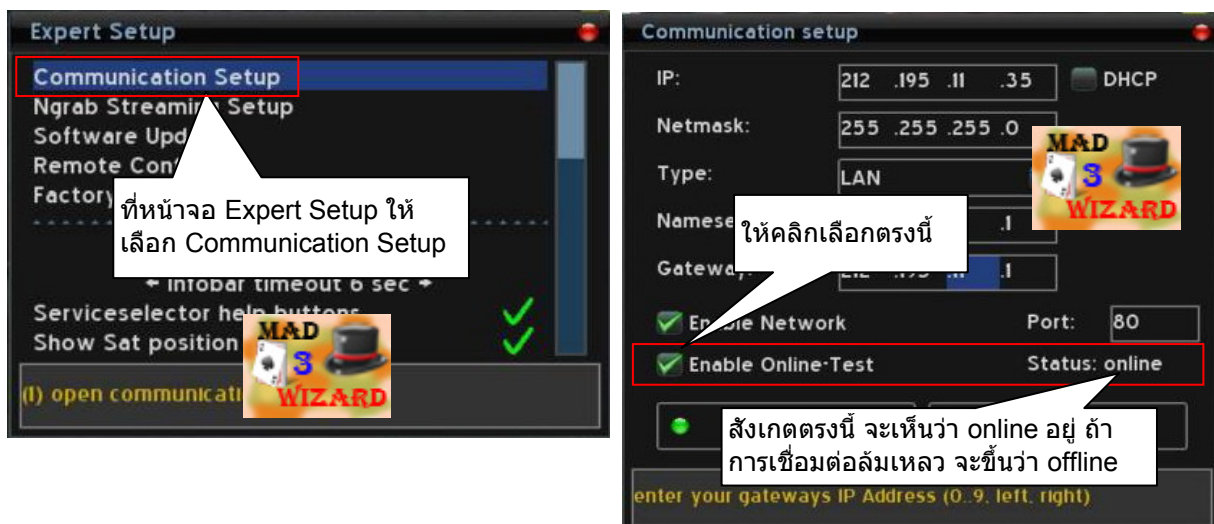 Expert Setup
Communication Setup
Ngrab Streaming Setup
Software Upd
Remote Con
Factory
ที่หน้าจอ Expert Setup ให้
เลือก Communication Setup
Infobar timeout 6 sec
Serviceselector help buttons
Show Sat position
MAD
3
WIZARD
(1) open communicati
Communication setup
IP: 212 .195 .11 .35 DHCP
Netmask: 255 .255 .255 .0
MAD
3
WIZARD
Type: LAN
Namese .1
ให้คลิกเลือกตรงนี้
Gateway: 212 .195 .11 .1
Enable Network Port: 80
Enable Online-Test Status: online
สังเกตตรงนี้ จะเห็นว่า online อยู่ ถ้า
การเชื่อมต่อล้มเหลว จะขึ้นว่า offline
enter your gateways IP Address (0..9, left, right)